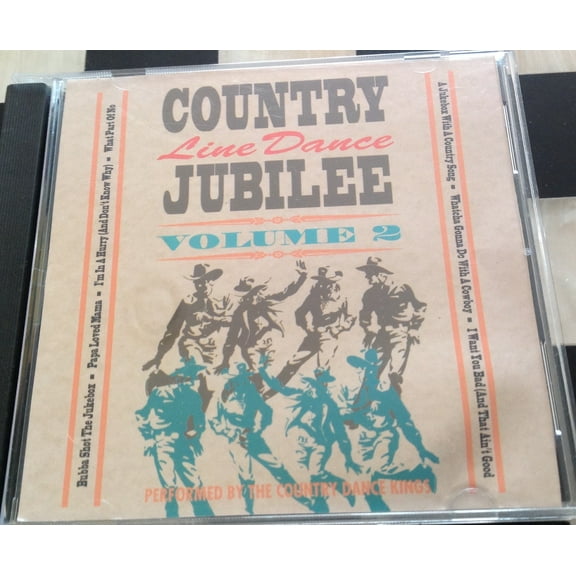 COUNTRY
Line Dance
JUBILEE
VOLUME 2
Bubba Shot The Jukebox = Papa Loved Mama = I'm In A Hurry (And Don't Know Why) = What Part Of No
A Jukebox With A Country Song = Whatcha Gonna Do With A Cowboy = I Want You Bad (And That Ain't Good
PERFORMED BY THE COUNTRY DANCE KINGS